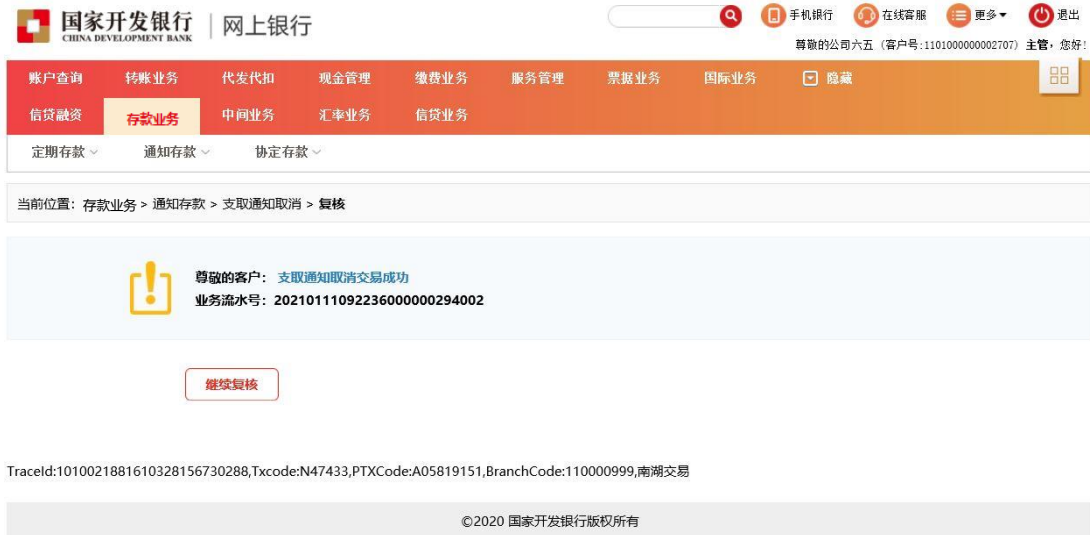 国家开发银行 网上银行 手机银行 在线客服 更多 退出
CHINA DEVELOPMENT BANK
尊敬的公司六五 (客户号:1101000000002707) 主管, 您好!
账户查询 转账业务 代发代扣 现金管理 缴费业务 服务管理 票据业务 国际业务 隐藏
信贷融资 存款业务 中间业务 汇率业务 信贷业务
定期存款 通知存款 协定存款
当前位置: 存款业务 > 通知存款 > 支取通知取消 > 复核
尊敬的客户: 支取通知取消交易成功
业务流水号: 20210111092236000000294002
继续复核
TraceId:1010021881610328156730288,Txcode:N47433,PTXCode:A05819151,BranchCode:110000999,南湖交易
©2020 国家开发银行版权所有